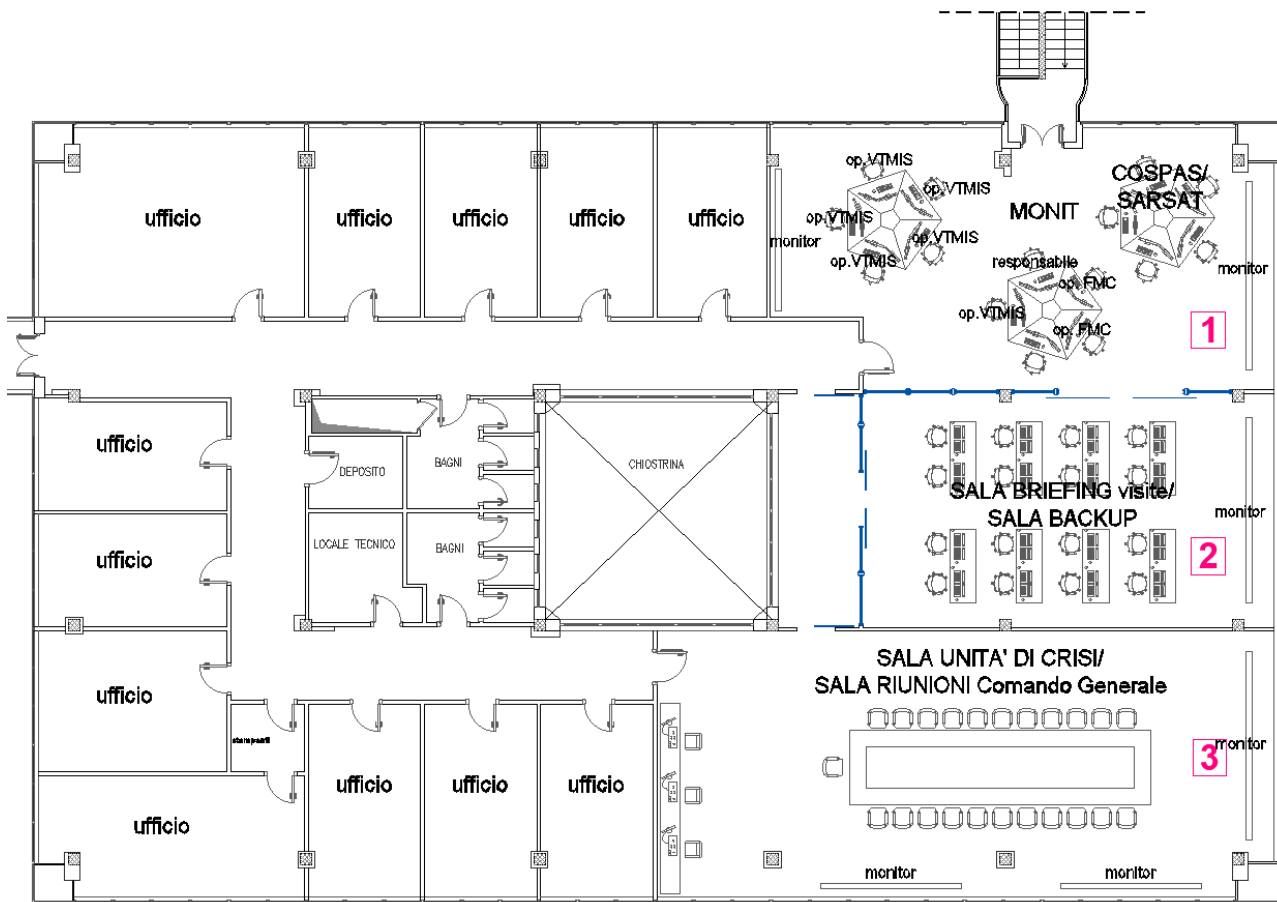 op.VTMIS
op.VTMIS
op.VTMIS
op.VTMIS
op.VTMIS
monitor
MONIT
COSPAS/
SARSAT
monitor
responsabile
op. FMC
op.VTMIS
op. FMC
1
ufficio
ufficio
ufficio
ufficio
ufficio
ufficio
DEPOSITO
BAGNI
CHIOSTRINA
SALA BRIEFING visite/
SALA BACKUP
monitor
2
ufficio
LOCALE TECNICO
BAGNI
ufficio
stampanti
SALA UNITA' DI CRISI/
SALA RIUNIONI Comando Generale
monitor
3
ufficio
ufficio
ufficio
ufficio
monitor
monitor